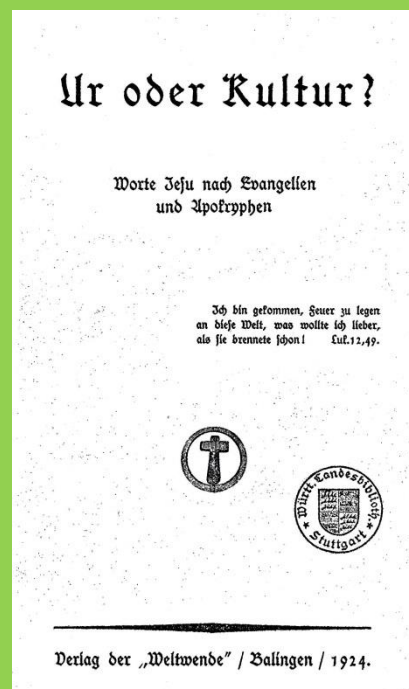 Ur oder Kultur?
Worte Jesu nach Evangelien
und Apokryphen
Ich bin gekommen, Feuer zu legen
an diese Welt, was wollte ich lieber,
als sie brennete schon! Luk. 12,49.
Württ. Landesbiblioth.
Stuttgart
Verlag der „Weltwende" / Balingen / 1924.